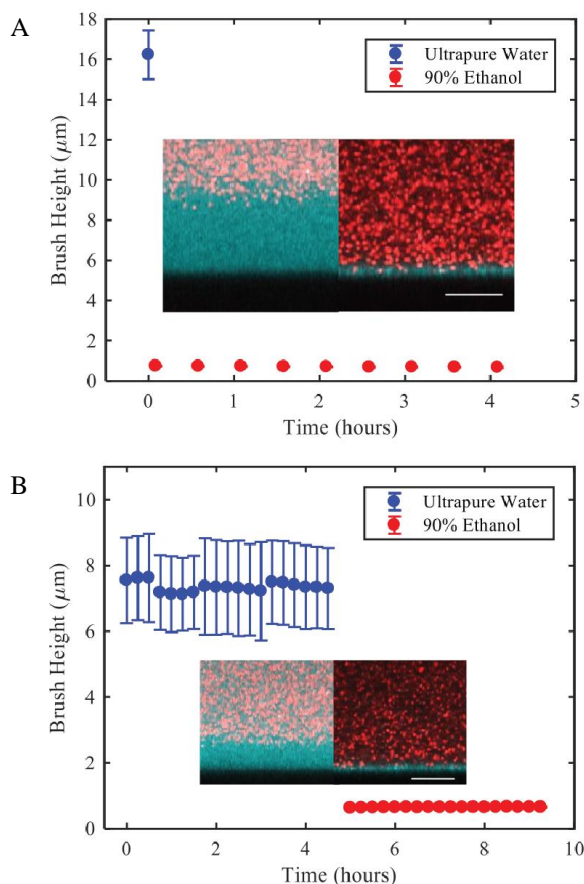 A
18
16
14
12
10
8
6
4
2
0
Brush Height (μm)
Ultrapure Water
90% Ethanol
0 1 2 3 4 5
Time (hours)
B
10
8
6
4
2
0
Brush Height (μm)
Ultrapure Water
90% Ethanol
0 2 4 6 8 10
Time (hours)